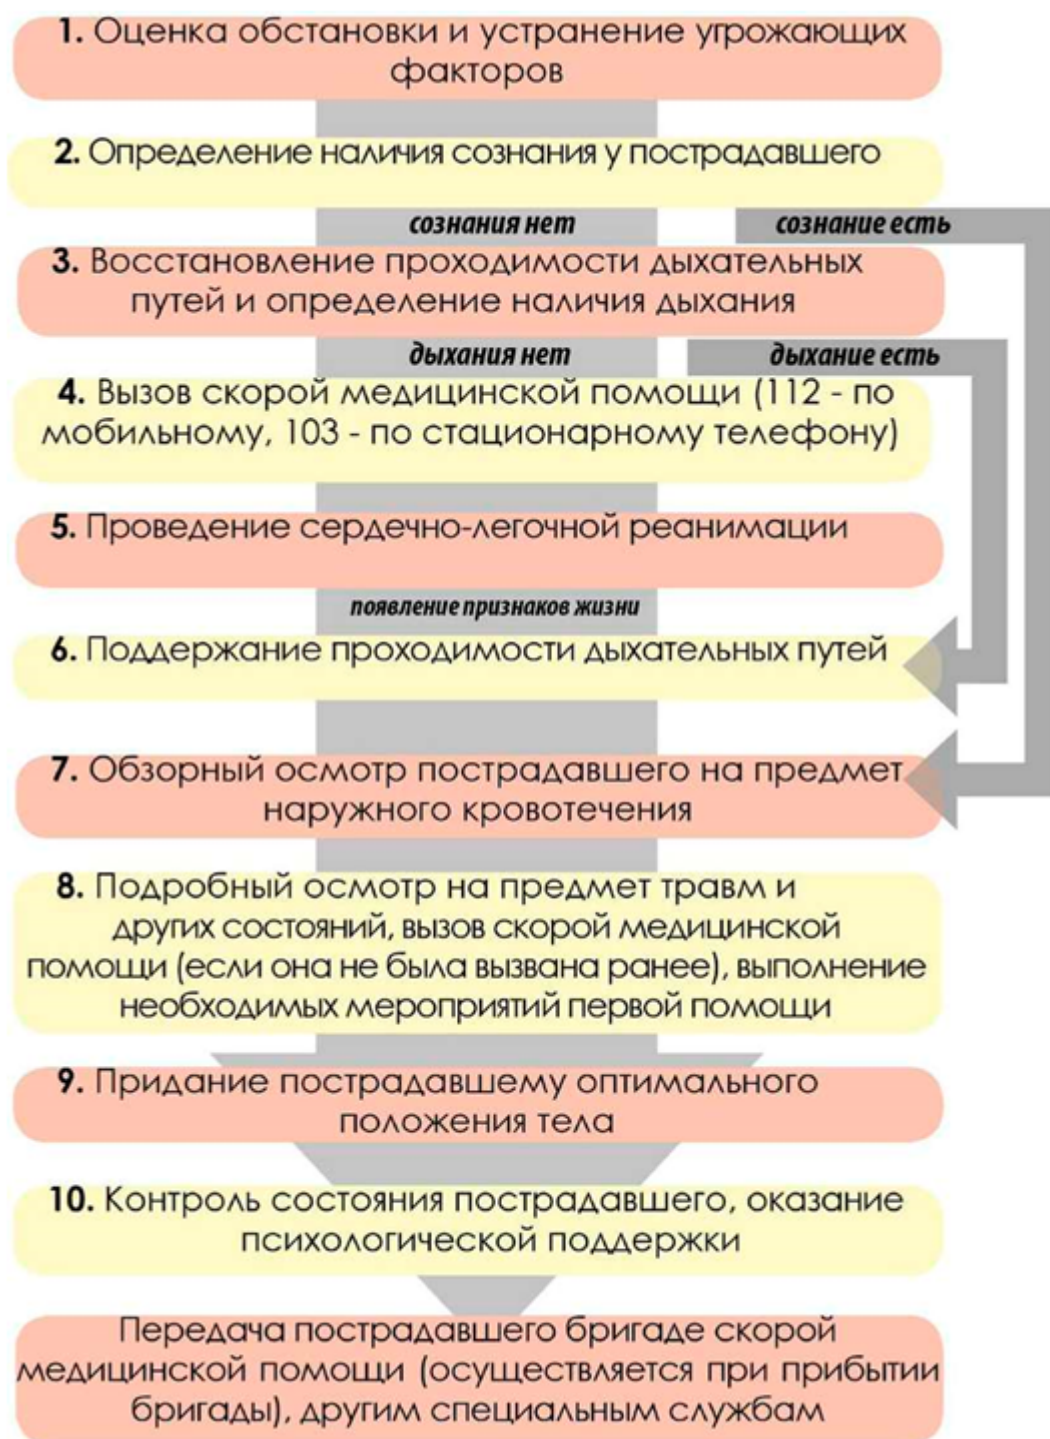 1. Оценка обстановки и устранение угрожающих
факторов
2. Определение наличия сознания у пострадавшего
сознания нет
сознание есть
3. Восстановление проходимости дыхательных
путей и определение наличия дыхания
дыхания нет
дыхание есть
4. Вызов скорой медицинской помощи (112 - по
мобильному, 103 - по стационарному телефону)
5. Проведение сердечно-легочной реанимации
появление признаков жизни
6. Поддержание проходимости дыхательных путей
7. Обзорный осмотр пострадавшего на предмет
наружного кровотечения
8. Подробный осмотр на предмет травм и
других состояний, вызов скорой медицинской
помощи (если она не была вызвана ранее), выполнение
необходимых мероприятий первой помощи
9. Придание пострадавшему оптимального
положения тела
10. Контроль состояния пострадавшего, оказание
психологической поддержки
Передача пострадавшего бригаде скорой
медицинской помощи (осуществляется при прибытии
бригады), другим специальным службам